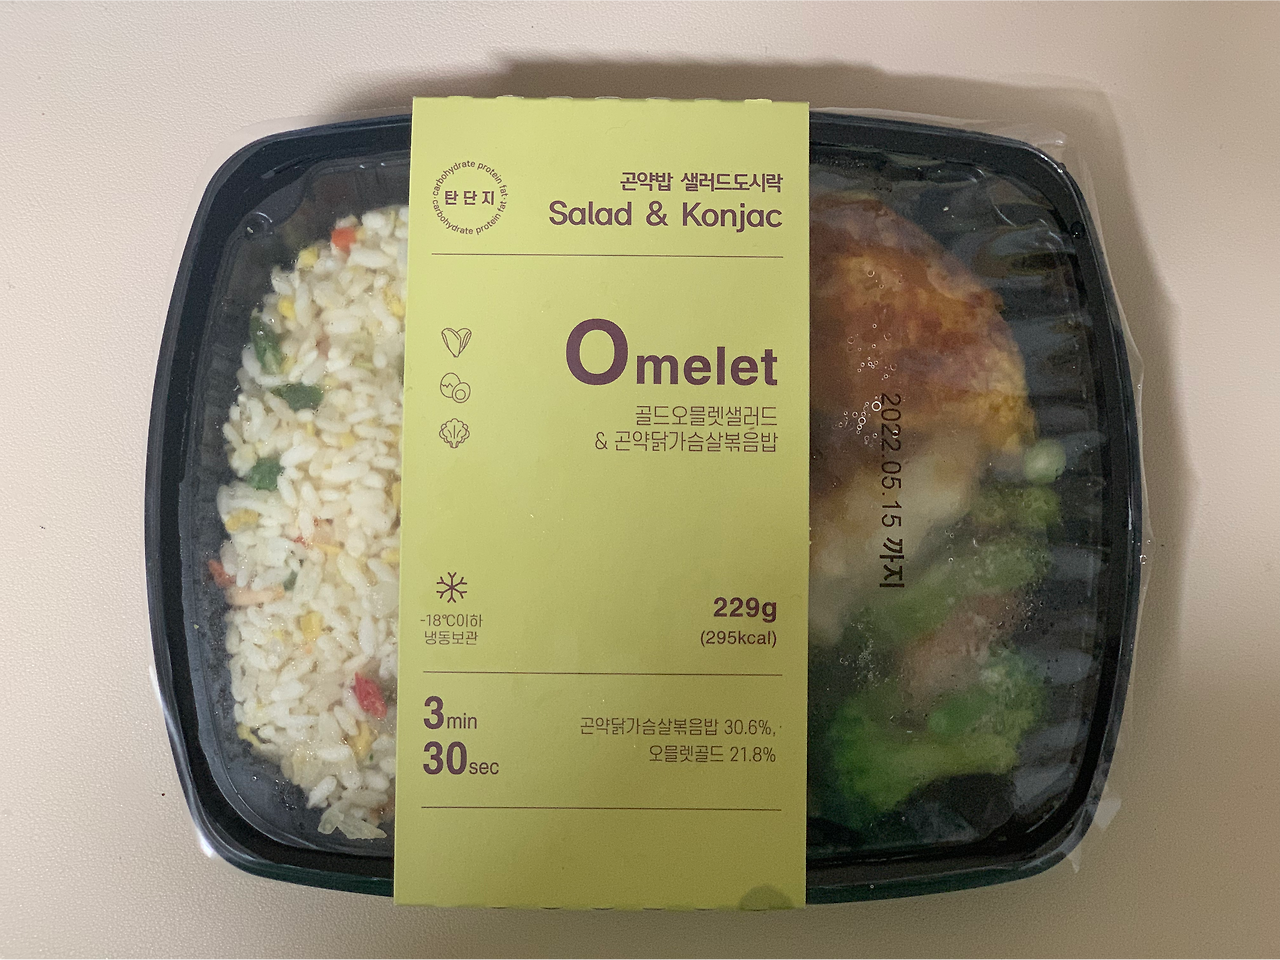 ·carbohydrate protein fat·
탄단지
·carbohydrate protein fat·
곤약밥 샐러드도시락
Salad & Konjac
Omelet
골드오믈렛샐러드
& 곤약닭가슴살볶음밥
-18℃이하
냉동보관
229g
(295kcal)
3min
30sec
곤약닭가슴살볶음밥 30.6%,
오믈렛골드 21.8%
2022.05.15 까지